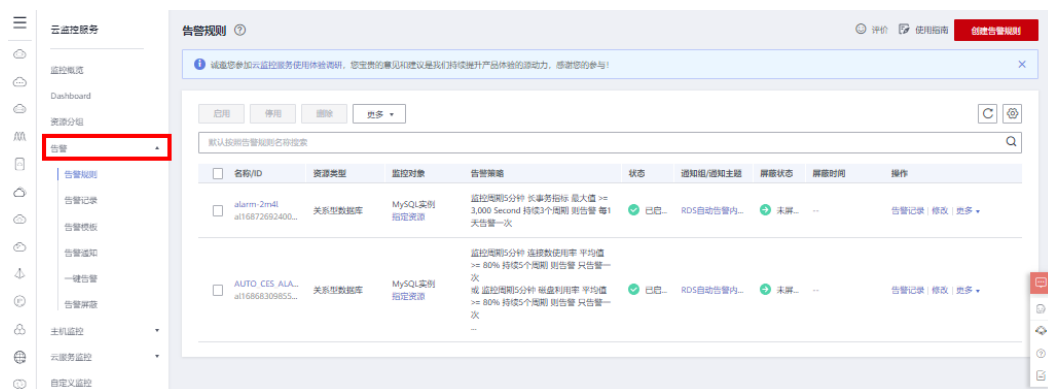 云监控服务
监控概览
Dashboard
资源分组
告警
告警规则
告警记录
告警模板
告警通知
一键告警
告警屏蔽
主机监控
云服务监控
自定义监控
告警规则
评价 使用指南 创建告警规则
诚邀您参加云监控服务使用体验调研，您宝贵的意见和建议是我们持续提升产品体验的源动力，感谢您的参与！
启用 停用 删除 更多
默认按照告警规则名称搜索
名称/ID 资源类型 监控对象 告警策略 状态 通知组/通知主题 屏蔽状态 屏蔽时间 操作
alarm-2m4l
al16872692400...
关系型数据库
MySQL实例
指定资源
监控周期5分钟 长事务指标 最大值 >=
3,000 Second 持续3个周期 则告警 每1
天告警一次
已启... RDS自动告警内... 未屏... -- 告警记录 修改 更多
AUTO_CES_ALA...
al16868309855...
关系型数据库
MySQL实例
指定资源
监控周期5分钟 连接数使用率 平均值
>= 80% 持续5个周期 则告警 只告警一
次
或 监控周期5分钟 磁盘利用率 平均值
>= 80% 持续5个周期 则告警 只告警一
次
...
已启... RDS自动告警内... 未屏... -- 告警记录 修改 更多